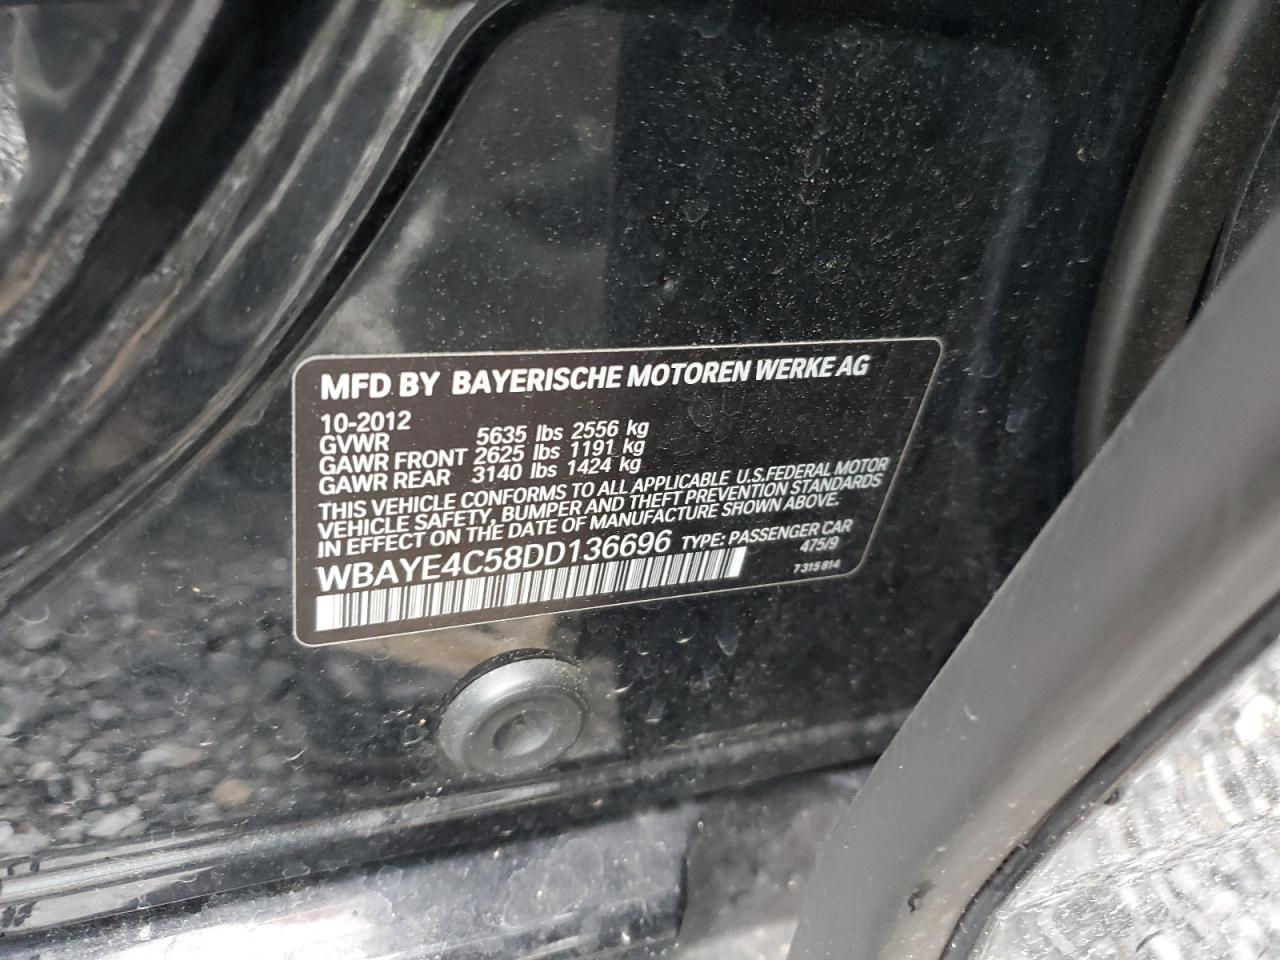 MFD BY BAYERISCHE MOTOREN WERKE AG
10-2012
GVWR 5635 lbs 2556 kg
GAWR FRONT 2625 lbs 1191 kg
GAWR REAR 3140 lbs 1424 kg
THIS VEHICLE CONFORMS TO ALL APPLICABLE U.S.FEDERAL MOTOR
VEHICLE SAFETY, BUMPER AND THEFT PREVENTION STANDARDS
IN EFFECT ON THE DATE OF MANUFACTURE SHOWN ABOVE.
WBAYE4C58DD136696 TYPE: PASSENGER CAR
475/9
7 315 814